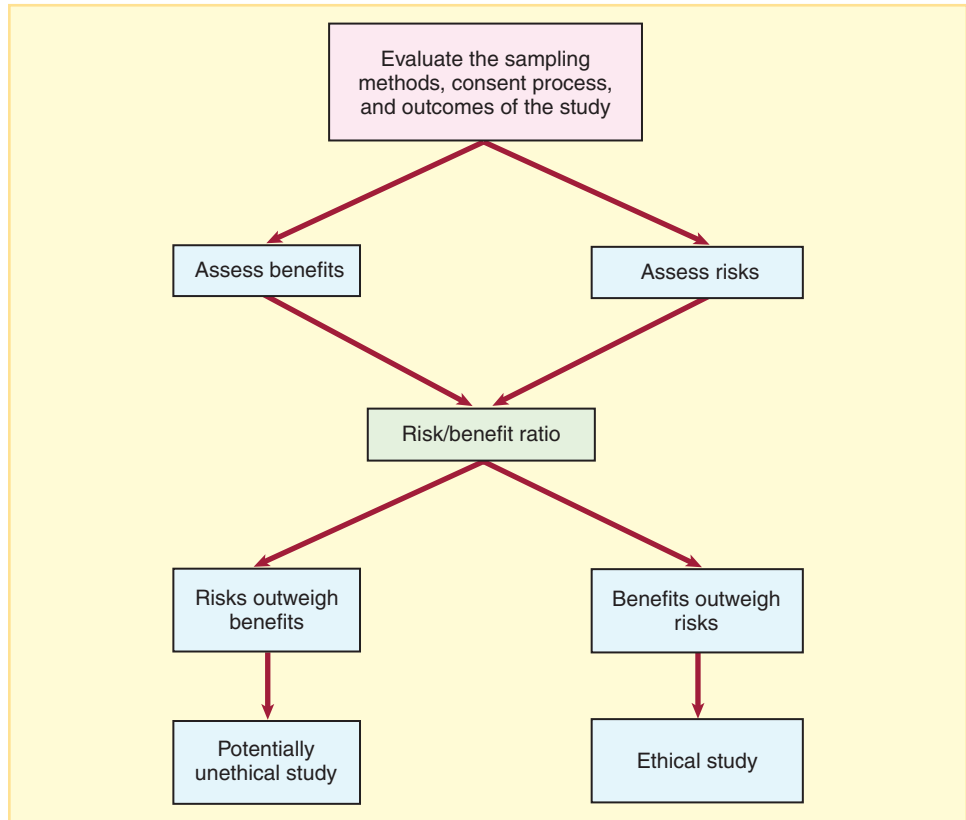 Evaluate the sampling
methods, consent process,
and outcomes of the study
Assess benefits
Assess risks
Risk/benefit ratio
Risks outweigh
benefits
Benefits outweigh
risks
Potentially
unethical study
Ethical study